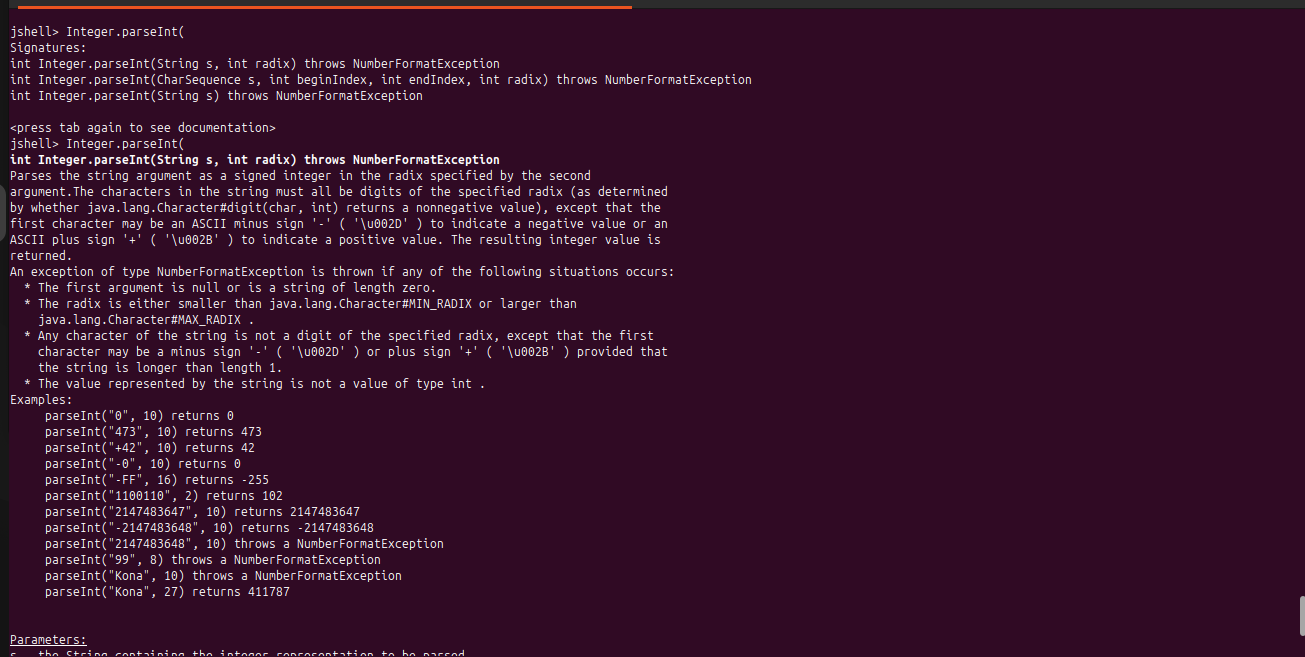 jshell> Integer.parseInt(
Signatures:
int Integer.parseInt(String s, int radix) throws NumberFormatException
int Integer.parseInt(CharSequence s, int beginIndex, int endIndex, int radix) throws NumberFormatException
int Integer.parseInt(String s) throws NumberFormatException
<press tab again to see documentation>
jshell> Integer.parseInt(
int Integer.parseInt(String s, int radix) throws NumberFormatException
Parses the string argument as a signed integer in the radix specified by the second
argument.The characters in the string must all be digits of the specified radix (as determined
by whether java.lang.Character#digit(char, int) returns a nonnegative value), except that the
first character may be an ASCII minus sign '-' ( '\u002D' ) to indicate a negative value or an
ASCII plus sign '+' ( '\u002B' ) to indicate a positive value. The resulting integer value is
returned.
An exception of type NumberFormatException is thrown if any of the following situations occurs:
* The first argument is null or is a string of length zero.
* The radix is either smaller than java.lang.Character#MIN_RADIX or larger than
java.lang.Character#MAX_RADIX .
* Any character of the string is not a digit of the specified radix, except that the first
character may be a minus sign '-' ( '\u002D' ) or plus sign '+' ( '\u002B' ) provided that
the string is longer than length 1.
* The value represented by the string is not a value of type int .
Examples:
parseInt("0", 10) returns 0
parseInt("473", 10) returns 473
parseInt("+42", 10) returns 42
parseInt("-0", 10) returns 0
parseInt("-FF", 16) returns -255
parseInt("1100110", 2) returns 102
parseInt("2147483647", 10) returns 2147483647
parseInt("-2147483648", 10) returns -2147483648
parseInt("2147483648", 10) throws a NumberFormatException
parseInt("99", 8) throws a NumberFormatException
parseInt("Kona", 10) throws a NumberFormatException
parseInt("Kona", 27) returns 411787
Parameters:
s - the String containing the integer representation to be parsed